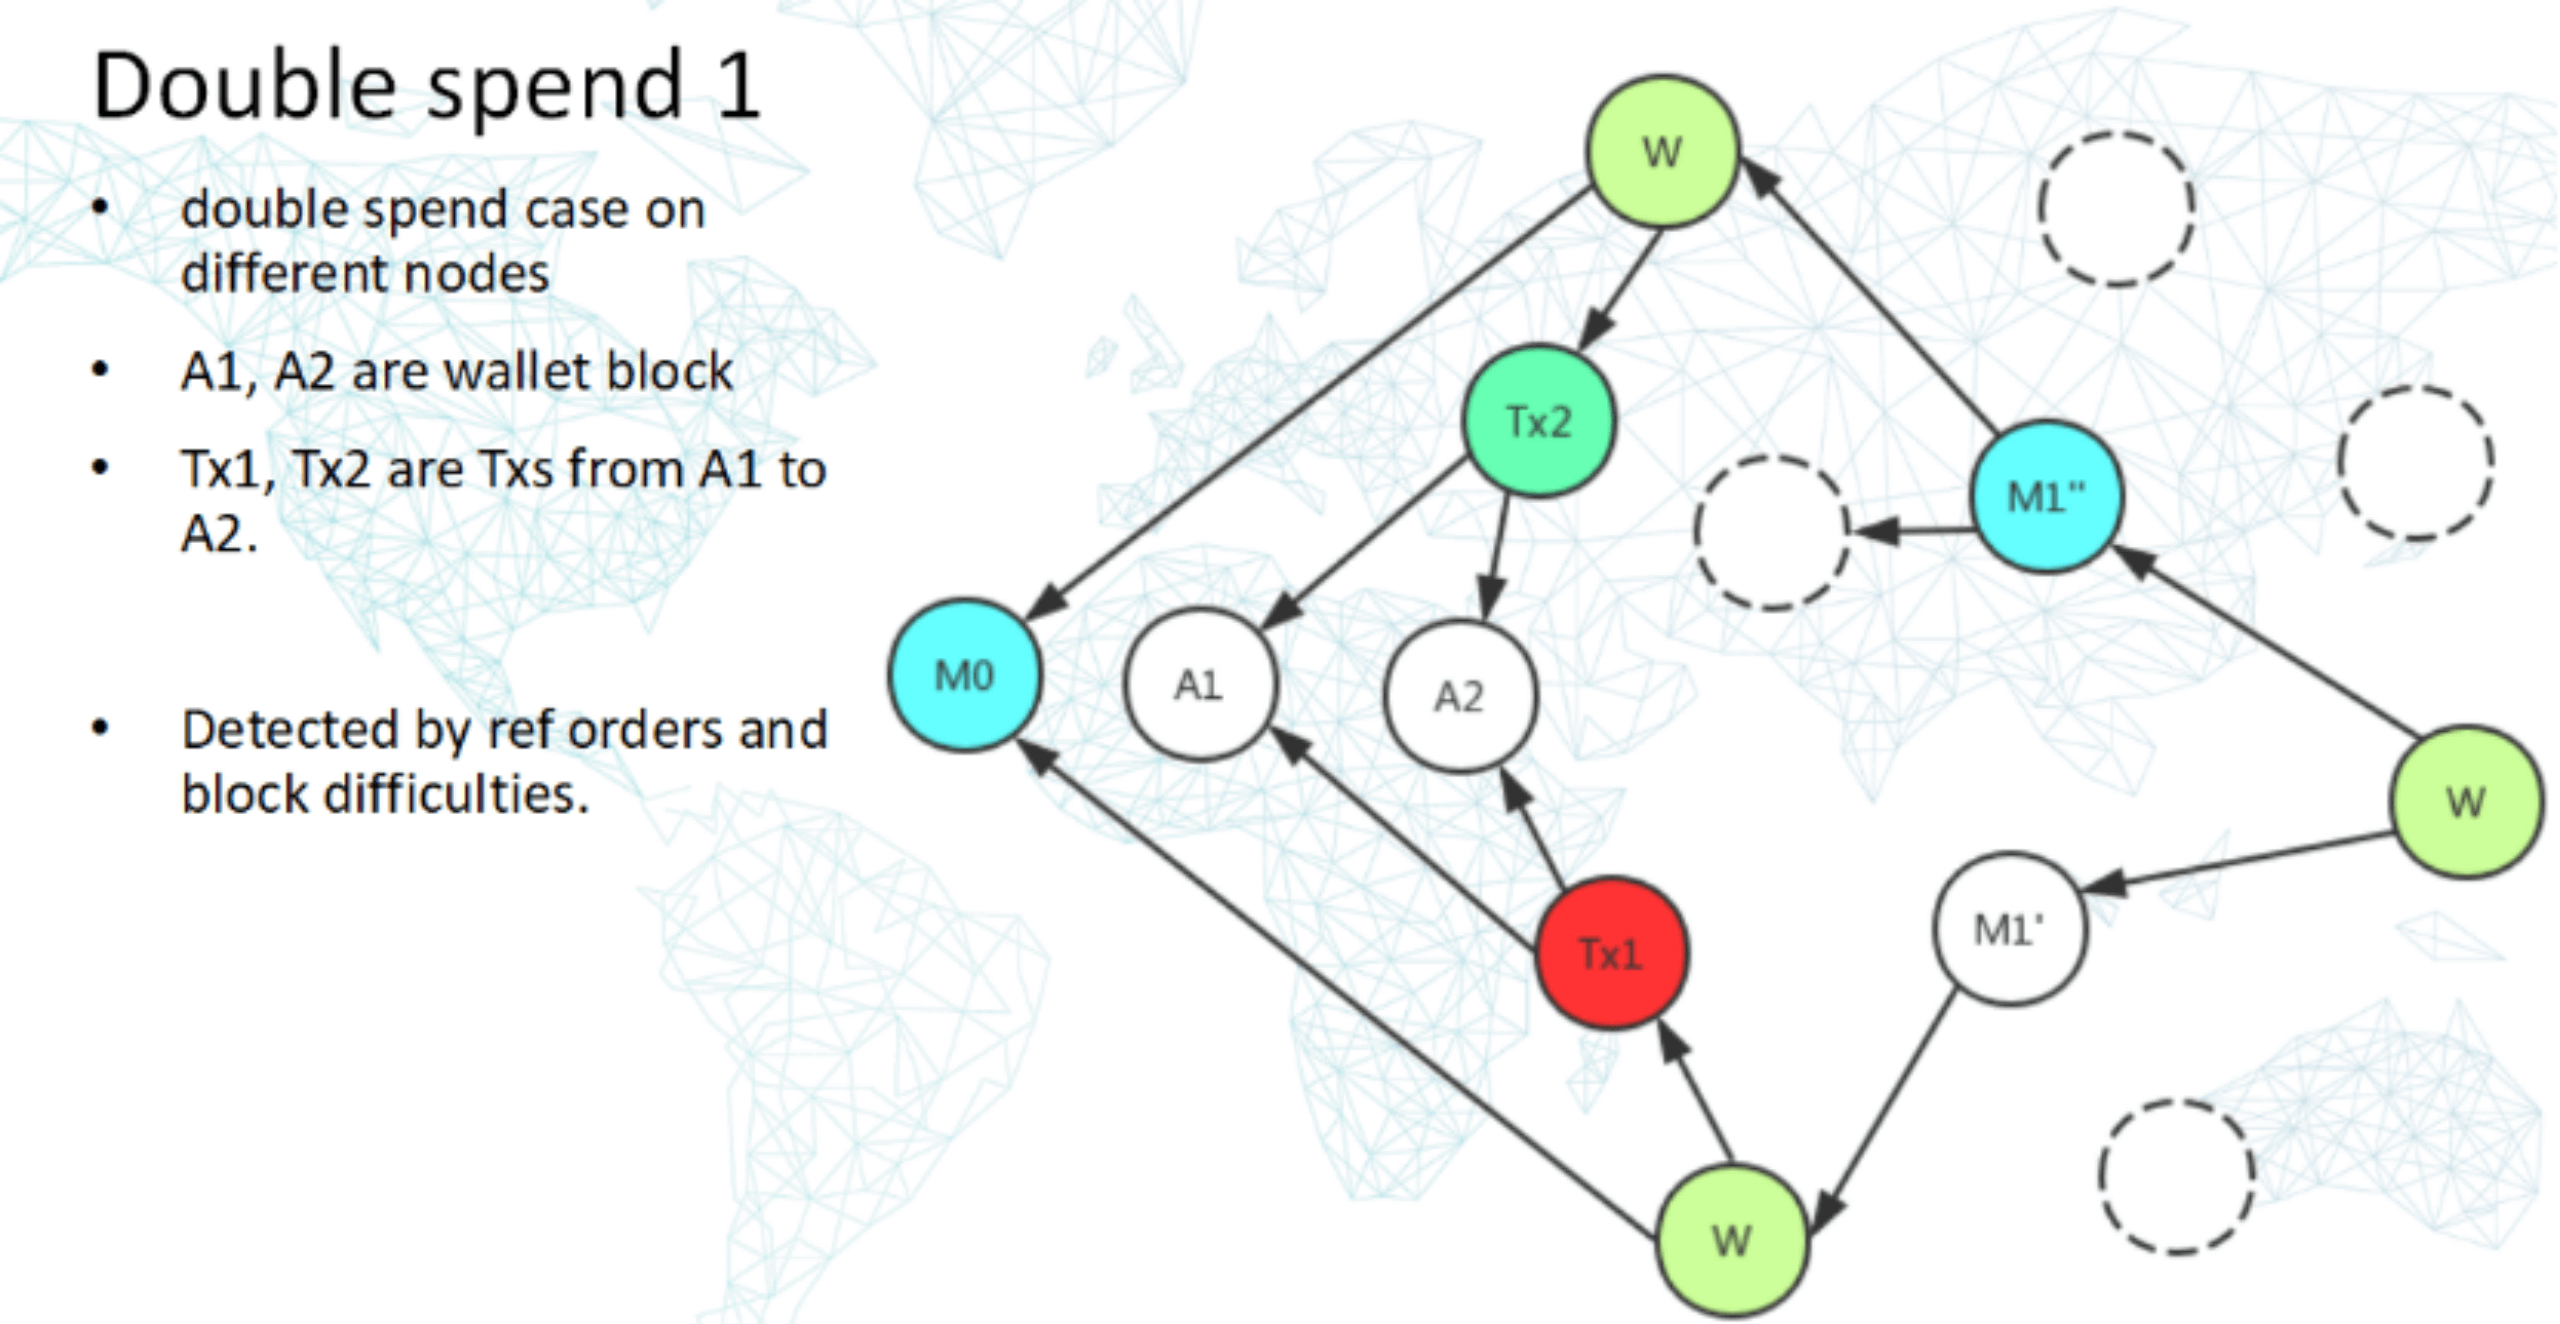 Double spend 1
• double spend case on
different nodes
• A1, A2 are wallet block
• Tx1, Tx2 are Txs from A1 to
A2.
• Detected by ref orders and
block difficulties.
W
Tx2
M1"
M0
A1
A2
W
M1'
Tx1
W